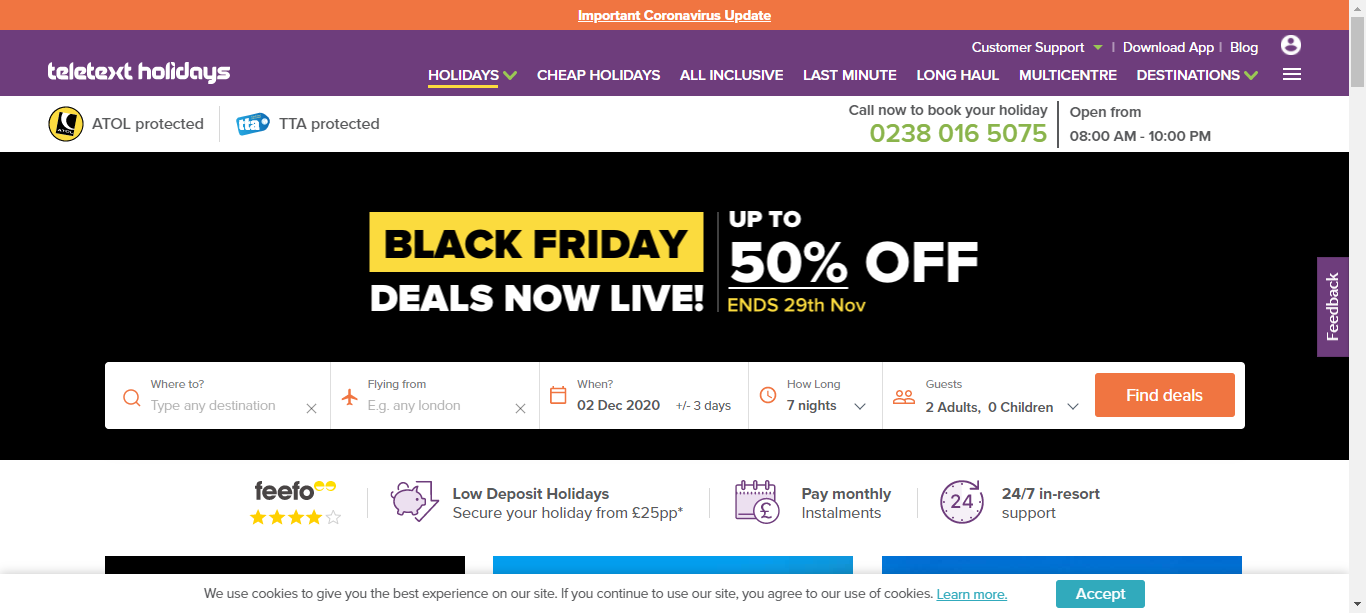 Important Coronavirus Update
Customer Support | Download App | Blog
teletext holidays
HOLIDAYS CHEAP HOLIDAYS ALL INCLUSIVE LAST MINUTE LONG HAUL MULTICENTRE DESTINATIONS
ATOL
ATOL protected
tta
TTA protected
Call now to book your holiday
0238 016 5075
Open from
08:00 AM - 10:00 PM
BLACK FRIDAY
DEALS NOW LIVE!
UP TO
50% OFF
ENDS 29th Nov
Feedback
Where to?
Type any destination
Flying from
E.g. any london
When?
02 Dec 2020 +/- 3 days
How Long
7 nights
Guests
2 Adults, 0 Children
Find deals
feefo
Low Deposit Holidays
Secure your holiday from £25pp*
£
Pay monthly
Instalments
24
24/7 in-resort
support
We use cookies to give you the best experience on our site. If you continue to use our site, you agree to our use of cookies. Learn more.
Accept